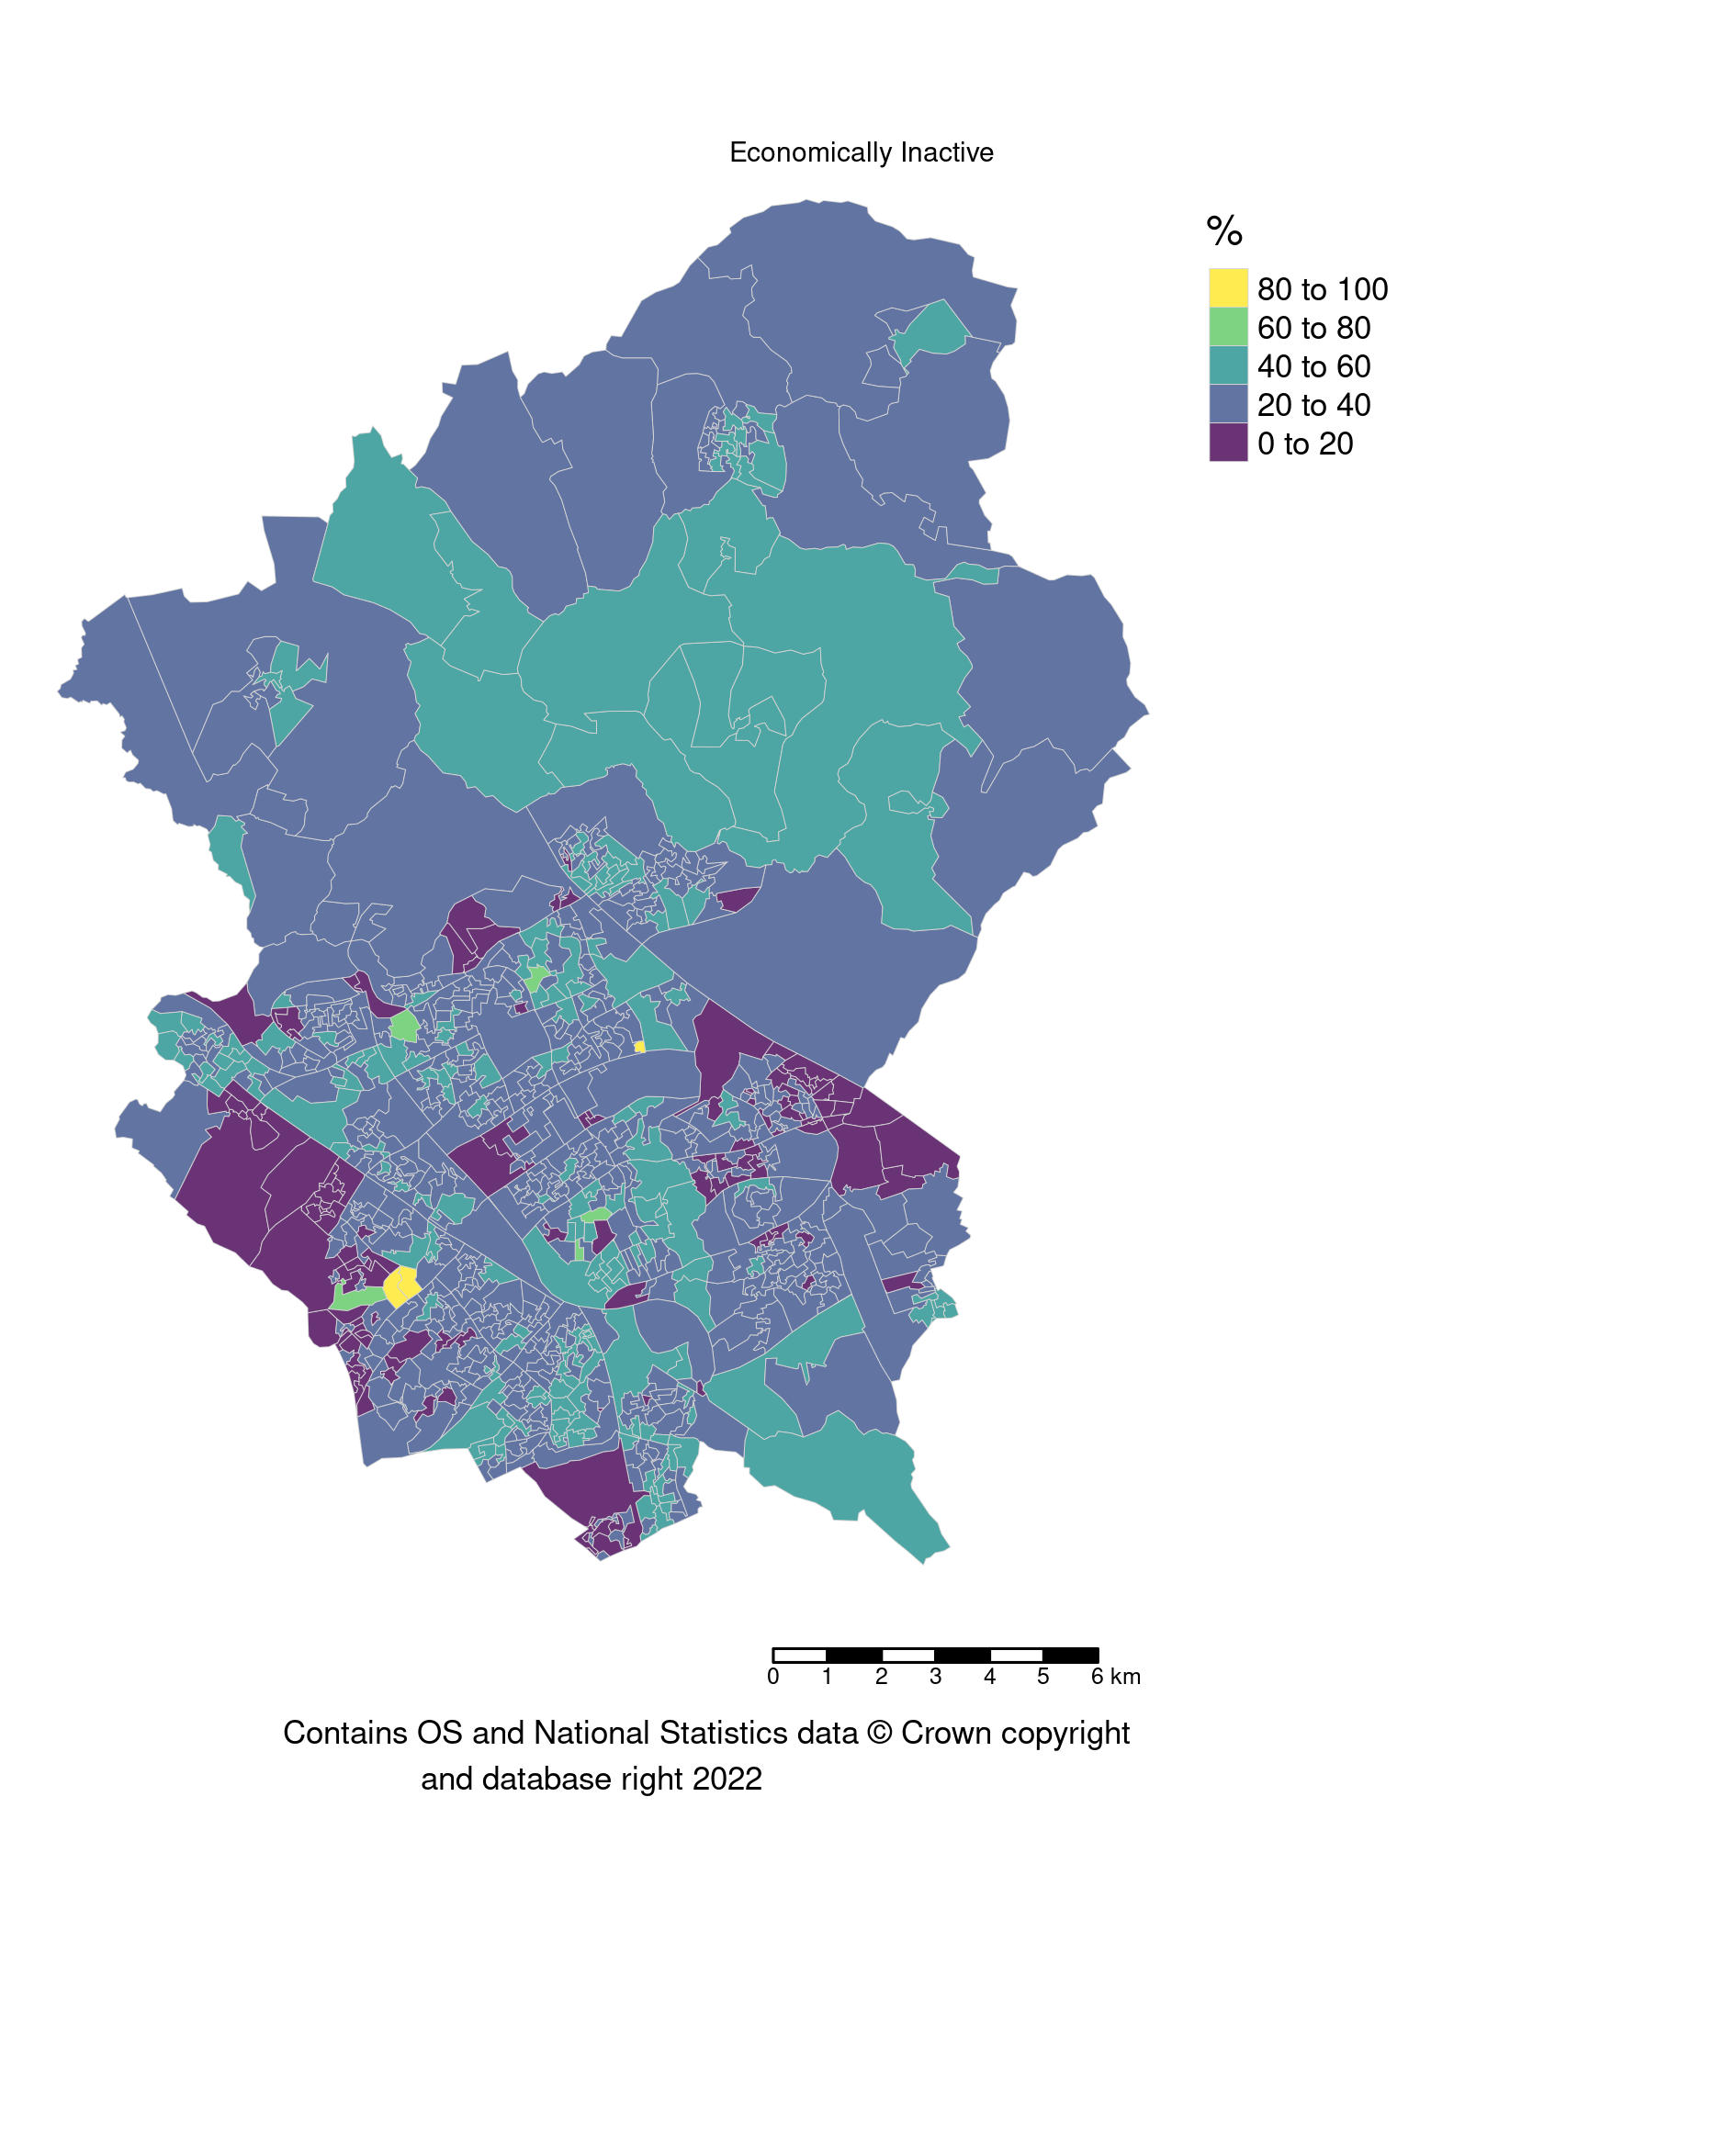 Economically Inactive
%
80 to 100
60 to 80
40 to 60
20 to 40
0 to 20
0 1 2 3 4 5 6 km
Contains OS and National Statistics data © Crown copyright
and database right 2022